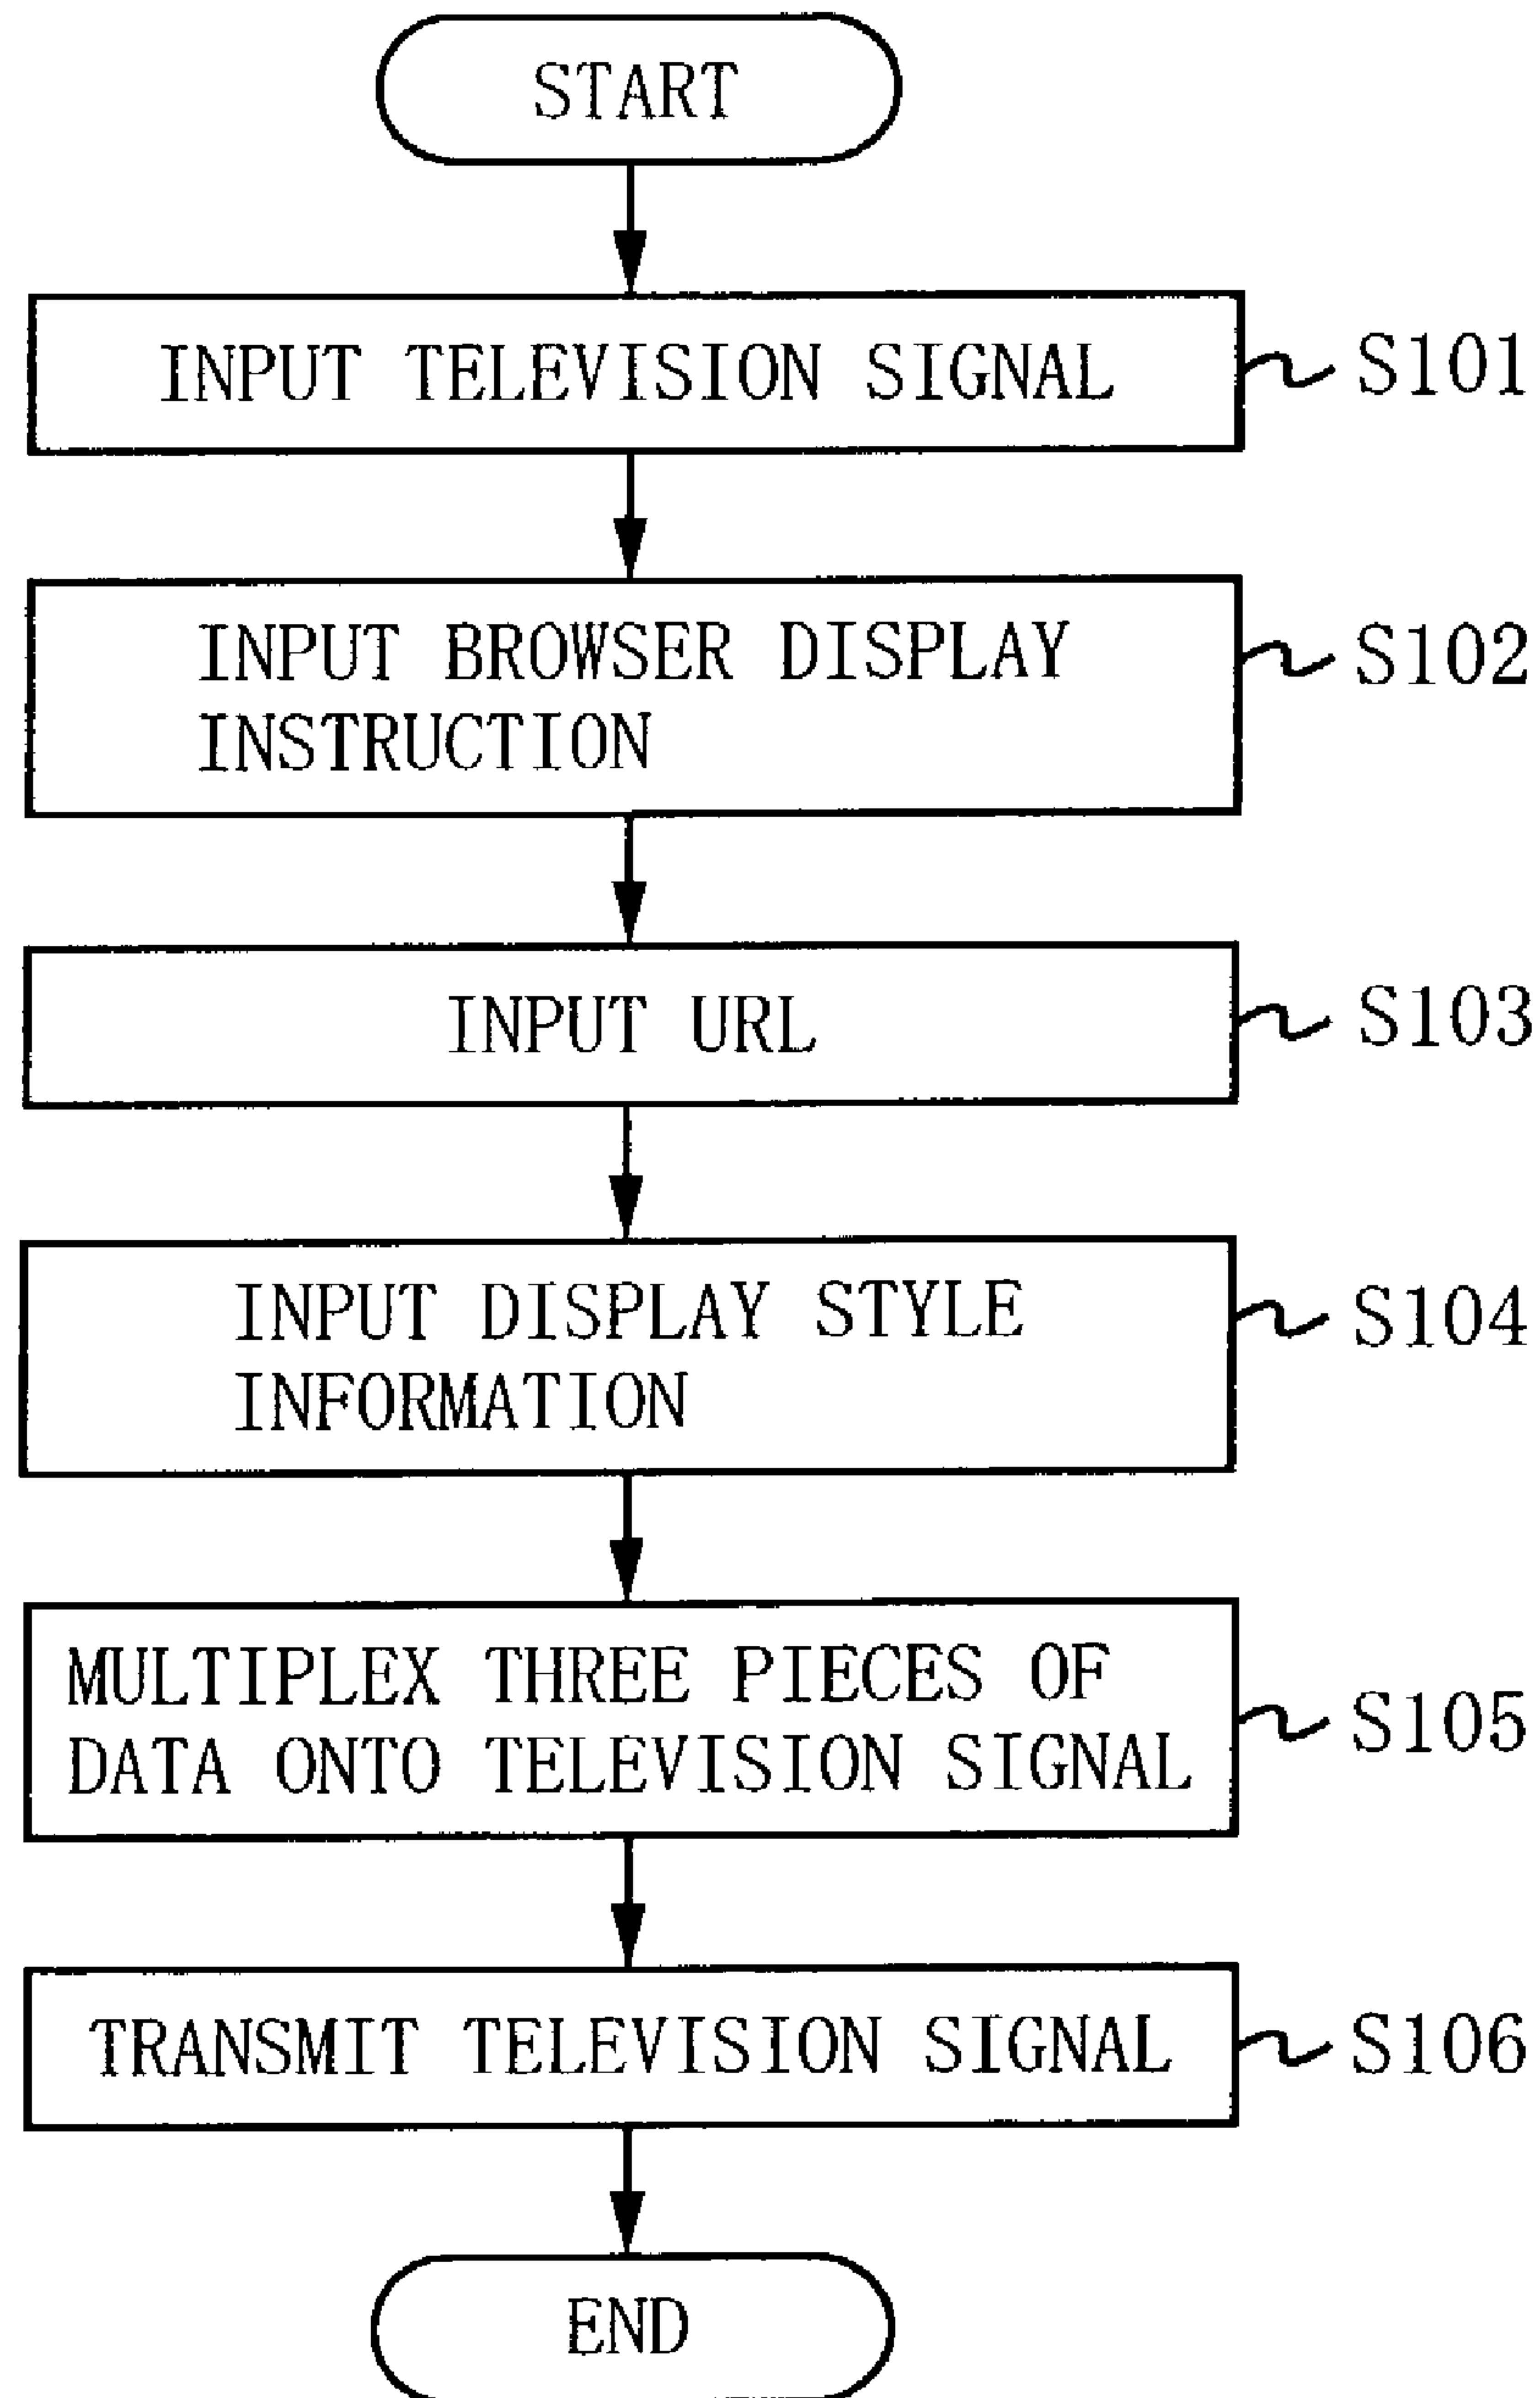 START
INPUT TELEVISION SIGNAL
S101
INPUT BROWSER DISPLAY
INSTRUCTION
S102
INPUT URL
S103
INPUT DISPLAY STYLE
INFORMATION
S104
MULTIPLEX THREE PIECES OF
DATA ONTO TELEVISION SIGNAL
S105
TRANSMIT TELEVISION SIGNAL
S106
END